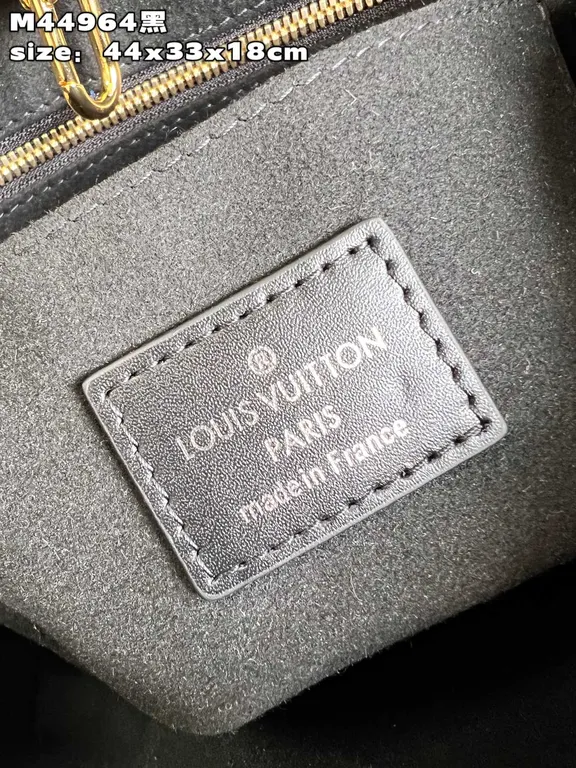 M44964黑
size：44x33x18cm
®
LOUIS VUITTON
PARIS
made in France